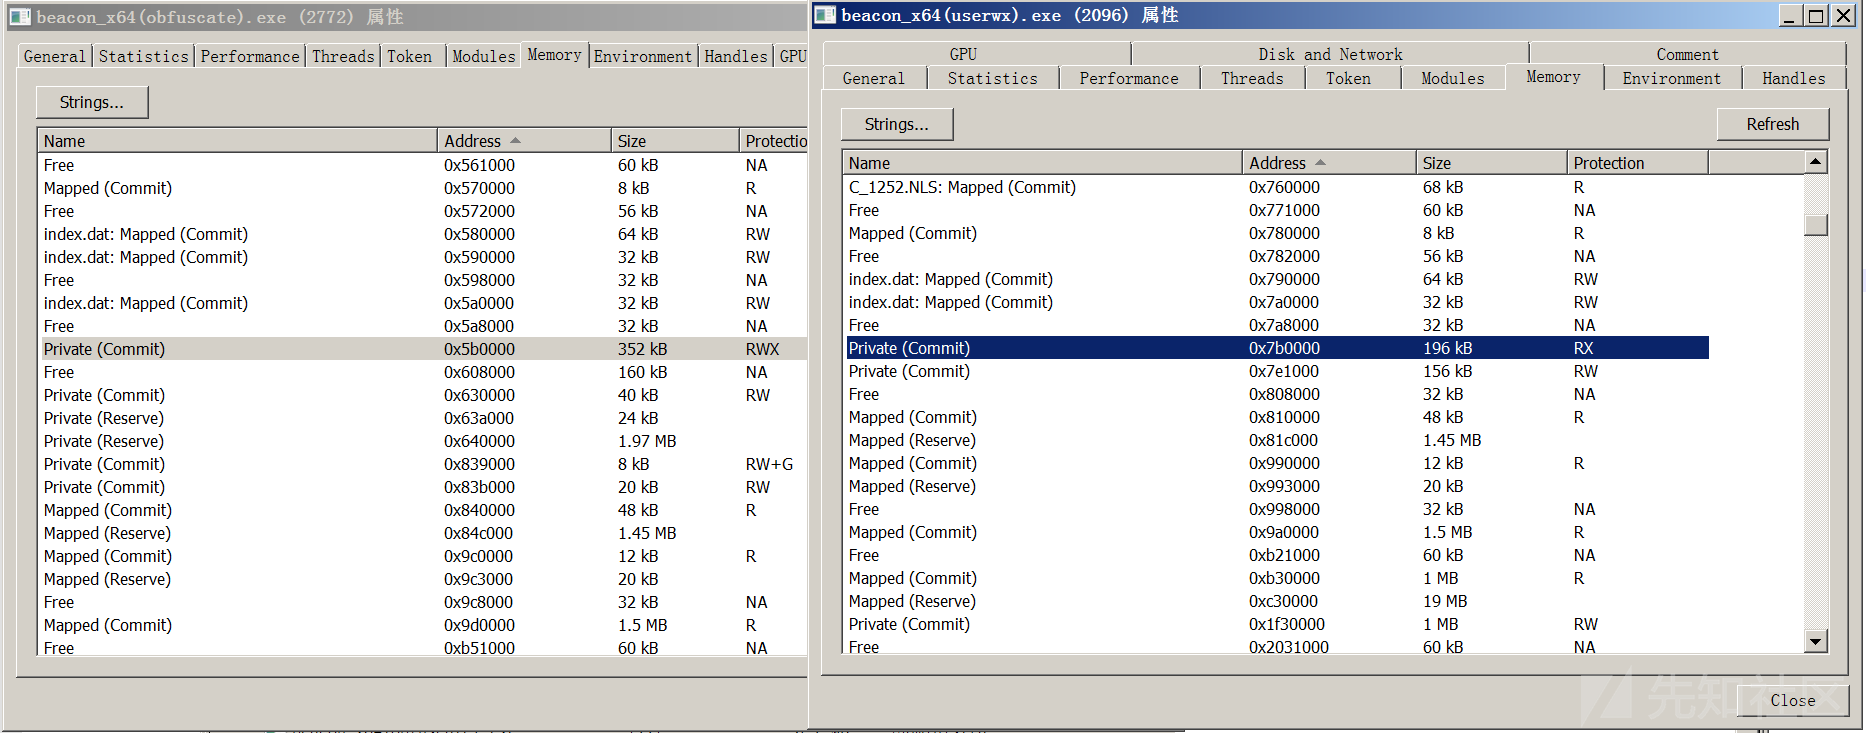 beacon_x64(obfuscate).exe (2772) 属性
General Statistics Performance Threads Token Modules Memory Environment Handles GPU
Strings...
Name Address Size Protectio
Free 0x561000 60 kB NA
Mapped (Commit) 0x570000 8 kB R
Free 0x572000 56 kB NA
index.dat: Mapped (Commit) 0x580000 64 kB RW
index.dat: Mapped (Commit) 0x590000 32 kB RW
Free 0x598000 32 kB NA
index.dat: Mapped (Commit) 0x5a0000 32 kB RW
Free 0x5a8000 32 kB NA
Private (Commit) 0x5b0000 352 kB RWX
Free 0x608000 160 kB NA
Private (Commit) 0x630000 40 kB RW
Private (Reserve) 0x63a000 24 kB
Private (Reserve) 0x640000 1.97 MB
Private (Commit) 0x839000 8 kB RW+G
Private (Commit) 0x83b000 20 kB RW
Mapped (Commit) 0x840000 48 kB R
Mapped (Reserve) 0x84c000 1.45 MB
Mapped (Commit) 0x9c0000 12 kB R
Mapped (Reserve) 0x9c3000 20 kB
Free 0x9c8000 32 kB NA
Mapped (Commit) 0x9d0000 1.5 MB R
Free 0xb51000 60 kB NA
beacon_x64(userwx).exe (2096) 属性
GPU Disk and Network Comment
General Statistics Performance Threads Token Modules Memory Environment Handles
Strings... Refresh
Name Address Size Protection
C_1252.NLS: Mapped (Commit) 0x760000 68 kB R
Free 0x771000 60 kB NA
Mapped (Commit) 0x780000 8 kB R
Free 0x782000 56 kB NA
index.dat: Mapped (Commit) 0x790000 64 kB RW
index.dat: Mapped (Commit) 0x7a0000 32 kB RW
Free 0x7a8000 32 kB NA
Private (Commit) 0x7b0000 196 kB RX
Private (Commit) 0x7e1000 156 kB RW
Free 0x808000 32 kB NA
Mapped (Commit) 0x810000 48 kB R
Mapped (Reserve) 0x81c000 1.45 MB
Mapped (Commit) 0x990000 12 kB R
Mapped (Reserve) 0x993000 20 kB
Free 0x998000 32 kB NA
Mapped (Commit) 0x9a0000 1.5 MB R
Free 0xb21000 60 kB NA
Mapped (Commit) 0xb30000 1 MB R
Mapped (Reserve) 0xc30000 19 MB
Private (Commit) 0x1f30000 1 MB RW
Free 0x2031000 60 kB NA
Close
先知社区